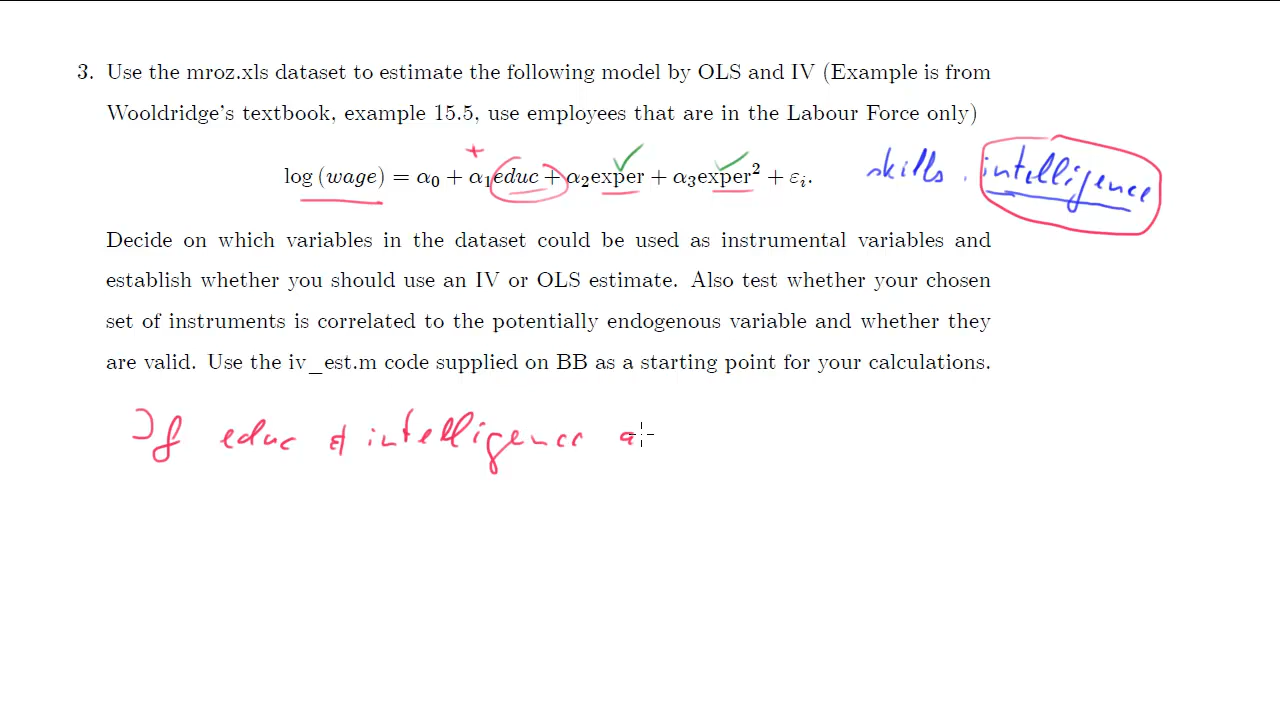 3. Use the mroz.xls dataset to estimate the following model by OLS and IV (Example is from
Wooldridge's textbook, example 15.5, use employees that are in the Labour Force only)
+
log (wage) = α0 + α1educ + α2exper + α3exper² + εi. skills, intelligence
Decide on which variables in the dataset could be used as instrumental variables and
establish whether you should use an IV or OLS estimate. Also test whether your chosen
set of instruments is correlated to the potentially endogenous variable and whether they
are valid. Use the iv_est.m code supplied on BB as a starting point for your calculations.
If educ & intelligence a